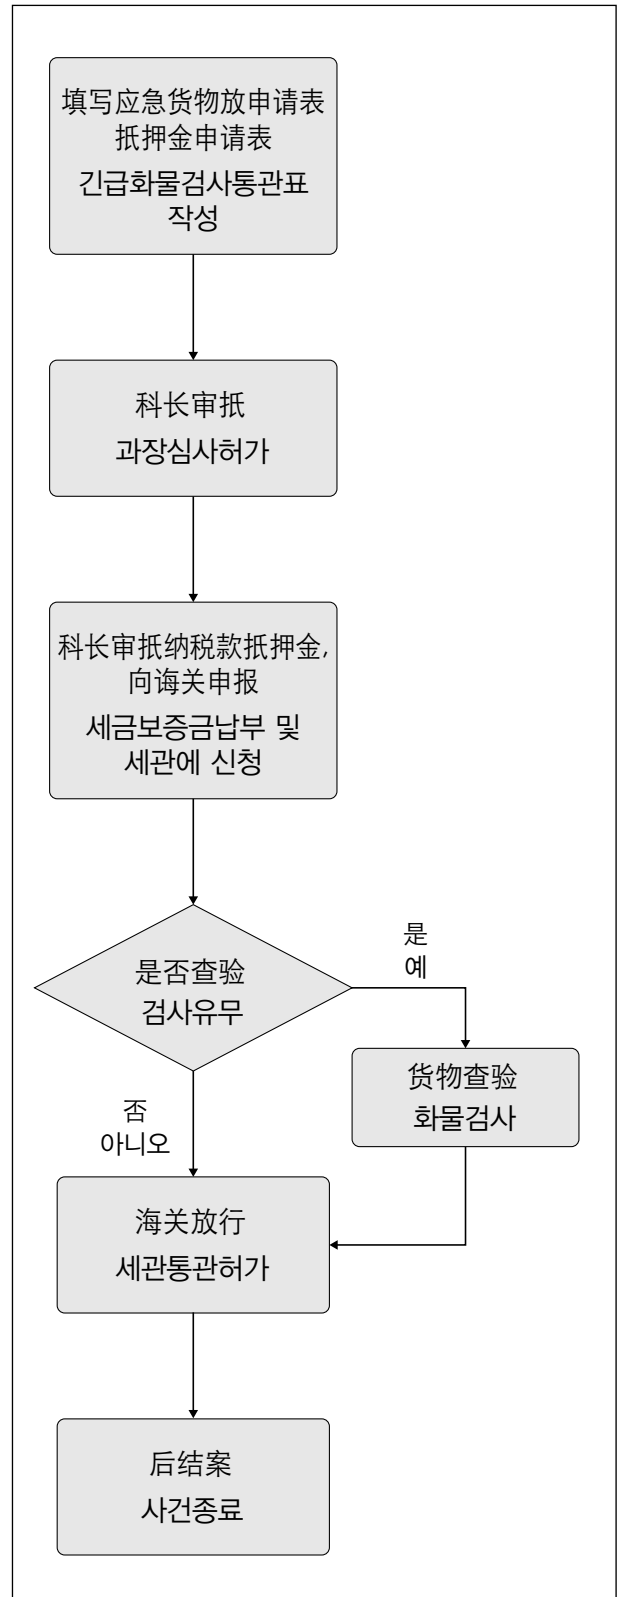 填写应急货物放申请表
抵押金申请表
긴급화물검사통관표
작성
科长审抵
과장심사허가
科长审抵纳税款抵押金,
向诲关申报
세금보증금납부 및
세관에 신청
是否查验
검사유무
是
예
货物查验
화물검사
否
아니오
海关放行
세관통관허가
后结案
사건종료